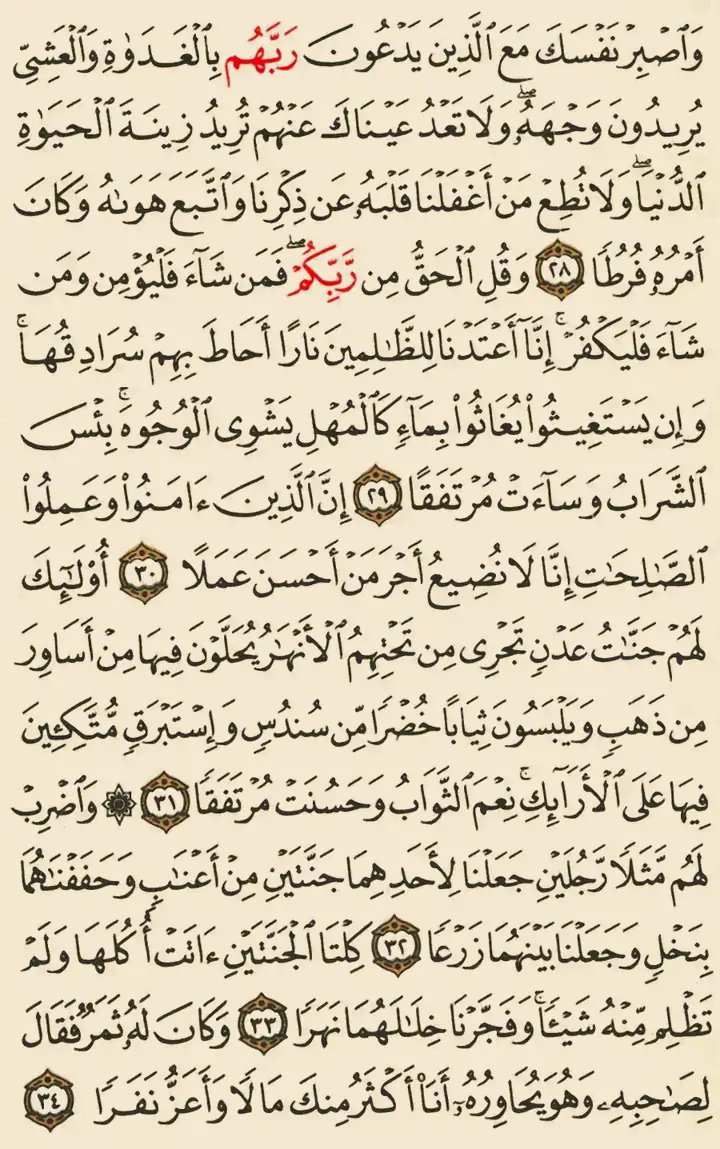 وَٱصْبِرْ نَفْسَكَ مَعَ ٱلَّذِينَ يَدْعُونَ رَبَّهُم بِٱلْغَدَوٰةِ وَٱلْعَشِىِّ
يُرِيدُونَ وَجْهَهُۥۖ وَلَا تَعْدُ عَيْنَاكَ عَنْهُمْ تُرِيدُ زِينَةَ ٱلْحَيَوٰةِ
ٱلدُّنْيَاۖ وَلَا تُطِعْ مَنْ أَغْفَلْنَا قَلْبَهُۥ عَن ذِكْرِنَا وَٱتَّبَعَ هَوَىٰهُ وَكَانَ
أَمْرُهُۥ فُرُطًا ٢٨ وَقُلِ ٱلْحَقُّ مِن رَّبِّكُمْۖ فَمَن شَآءَ فَلْيُؤْمِن وَمَن
شَآءَ فَلْيَكْفُرْۚ إِنَّآ أَعْتَدْنَا لِلظَّٰلِمِينَ نَارًا أَحَاطَ بِهِمْ سُرَادِقُهَاۚ
وَإِن يَسْتَغِيثُوا۟ يُغَاثُوا۟ بِمَآءٍ كَٱلْمُهْلِ يَشْوِى ٱلْوُجُوهَۚ بِئْسَ
ٱلشَّرَابُ وَسَآءَتْ مُرْتَفَقًا ٢٩ إِنَّ ٱلَّذِينَ ءَامَنُوا۟ وَعَمِلُوا۟
ٱلصَّٰلِحَٰتِ إِنَّا لَا نُضِيعُ أَجْرَ مَنْ أَحْسَنَ عَمَلًا ٣٠ أُو۟لَٰٓئِكَ
لَهُمْ جَنَّٰتُ عَدْنٍ تَجْرِى مِن تَحْتِهِمُ ٱلْأَنْهَٰرُ يُحَلَّوْنَ فِيهَا مِنْ أَسَاوِرَ
مِن ذَهَبٍ وَيَلْبَسُونَ ثِيَابًا خُضْرًا مِّن سُندُسٍ وَإِسْتَبْرَقٍ مُّتَّكِـِٔينَ
فِيهَا عَلَى ٱلْأَرَآئِكِۚ نِعْمَ ٱلثَّوَابُ وَحَسُنَتْ مُرْتَفَقًا ٣١ ۞ وَٱضْرِبْ
لَهُم مَّثَلًا رَّجُلَيْنِ جَعَلْنَا لِأَحَدِهِمَا جَنَّتَيْنِ مِنْ أَعْنَٰبٍ وَحَفَفْنَٰهُمَا
بِنَخْلٍ وَجَعَلْنَا بَيْنَهُمَا زَرْعًا ٣٢ كِلْتَا ٱلْجَنَّتَيْنِ ءَاتَتْ أُكُلَهَا وَلَمْ
تَظْلِم مِّنْهُ شَيْـًٔاۚ وَفَجَّرْنَا خِلَٰلَهُمَا نَهَرًا ٣٣ وَكَانَ لَهُۥ ثَمَرٌ فَقَالَ
لِصَٰحِبِهِۦ وَهُوَ يُحَاوِرُهُۥٓ أَنَا۠ أَكْثَرُ مِنكَ مَالًا وَأَعَزُّ نَفَرًا ٣٤